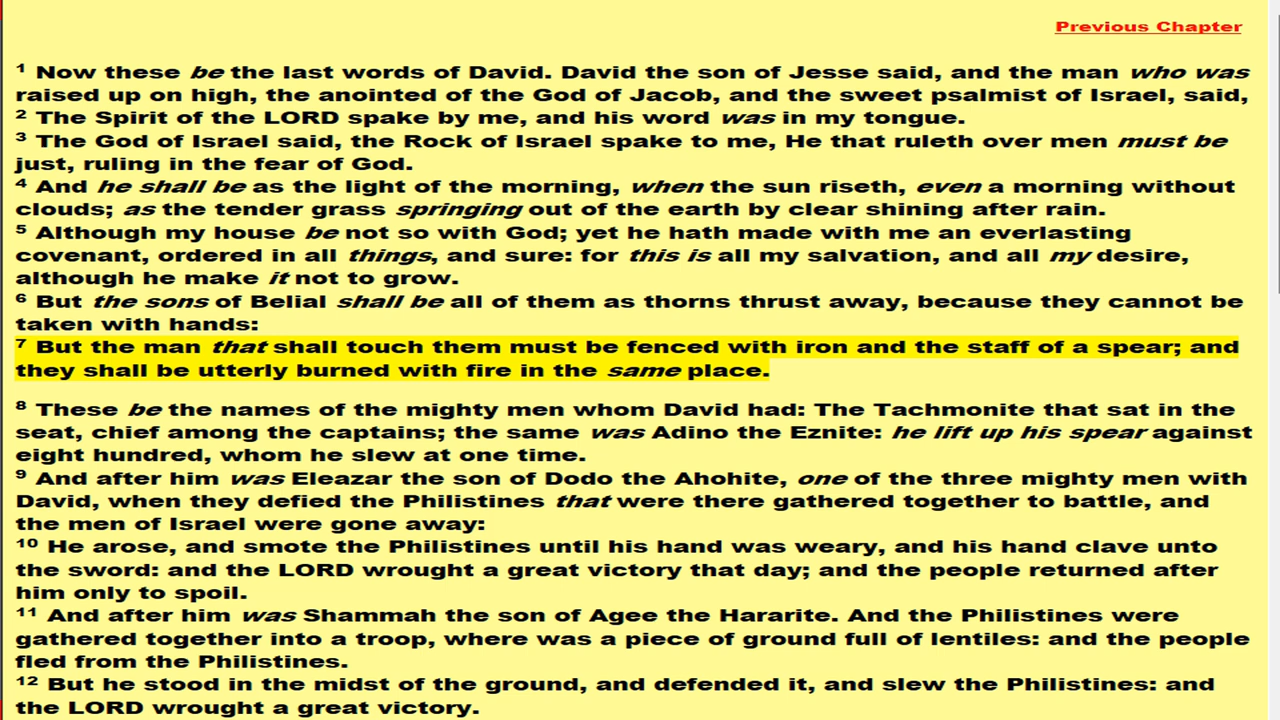 Previous Chapter
1 Now these be the last words of David. David the son of Jesse said, and the man who was
raised up on high, the anointed of the God of Jacob, and the sweet psalmist of Israel, said,
2 The Spirit of the LORD spake by me, and his word was in my tongue.
3 The God of Israel said, the Rock of Israel spake to me, He that ruleth over men must be
just, ruling in the fear of God.
4 And he shall be as the light of the morning, when the sun riseth, even a morning without
clouds; as the tender grass springing out of the earth by clear shining after rain.
5 Although my house be not so with God; yet he hath made with me an everlasting
covenant, ordered in all things, and sure: for this is all my salvation, and all my desire,
although he make it not to grow.
6 But the sons of Belial shall be all of them as thorns thrust away, because they cannot be
taken with hands:
7 But the man that shall touch them must be fenced with iron and the staff of a spear; and
they shall be utterly burned with fire in the same place.
8 These be the names of the mighty men whom David had: The Tachmonite that sat in the
seat, chief among the captains; the same was Adino the Eznite: he lift up his spear against
eight hundred, whom he slew at one time.
9 And after him was Eleazar the son of Dodo the Ahohite, one of the three mighty men with
David, when they defied the Philistines that were there gathered together to battle, and
the men of Israel were gone away:
10 He arose, and smote the Philistines until his hand was weary, and his hand clave unto
the sword: and the LORD wrought a great victory that day; and the people returned after
him only to spoil.
11 And after him was Shammah the son of Agee the Hararite. And the Philistines were
gathered together into a troop, where was a piece of ground full of lentiles: and the people
fled from the Philistines.
12 But he stood in the midst of the ground, and defended it, and slew the Philistines: and
the LORD wrought a great victory.